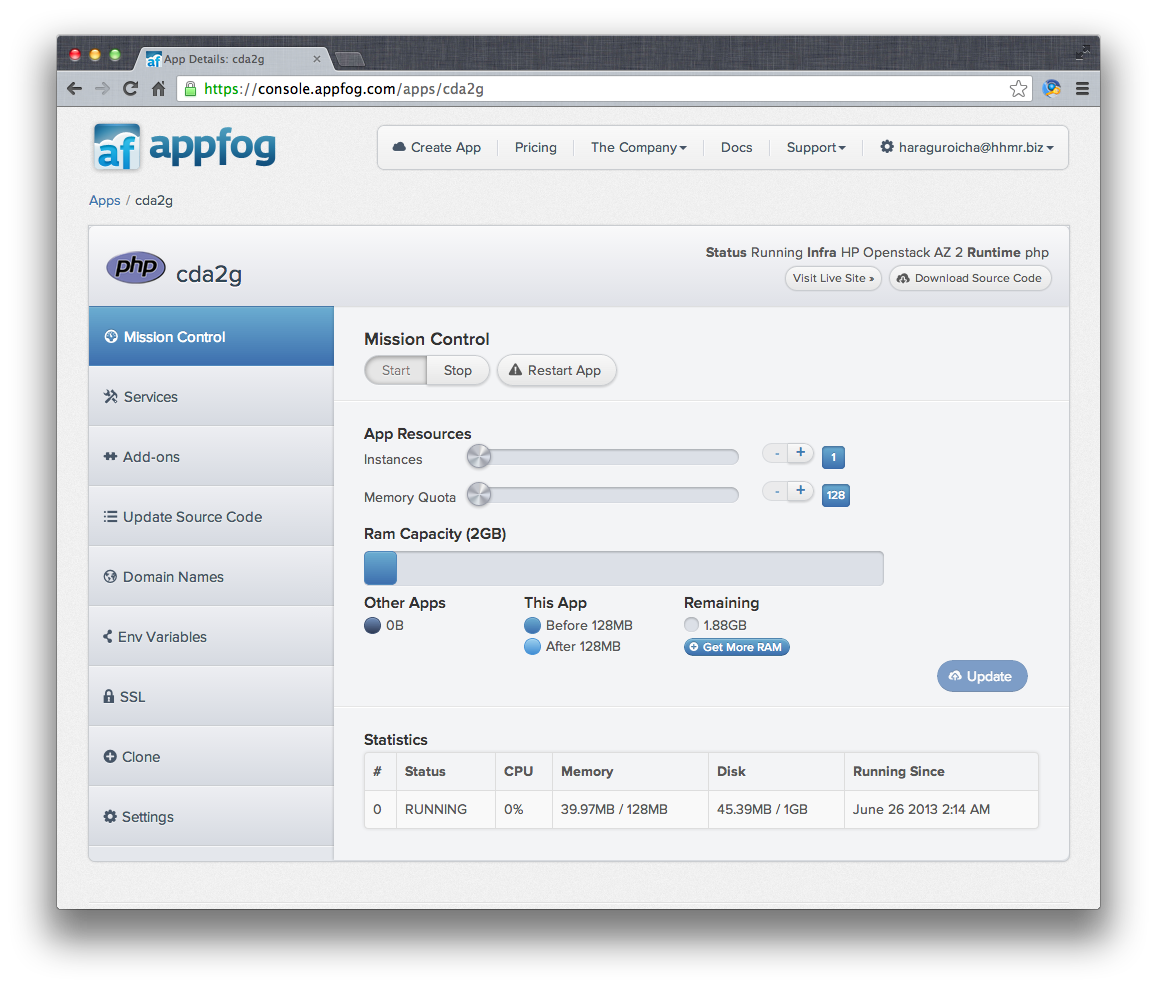 App Details: cda2g
https://console.appfog.com/apps/cda2g
af appfog
Create App Pricing The Company Docs Support haraguroicha@hhmr.biz
Apps / cda2g
php cda2g
Status Running Infra HP Openstack AZ 2 Runtime php
Visit Live Site » Download Source Code
Mission Control
Services
Add-ons
Update Source Code
Domain Names
Env Variables
SSL
Clone
Settings
Mission Control
Start Stop Restart App
App Resources
Instances - + 1
Memory Quota - + 128
Ram Capacity (2GB)
Other Apps This App Remaining
0B Before 128MB 1.88GB
After 128MB Get More RAM
Update
Statistics
# Status CPU Memory Disk Running Since
0 RUNNING 0% 39.97MB / 128MB 45.39MB / 1GB June 26 2013 2:14 AM